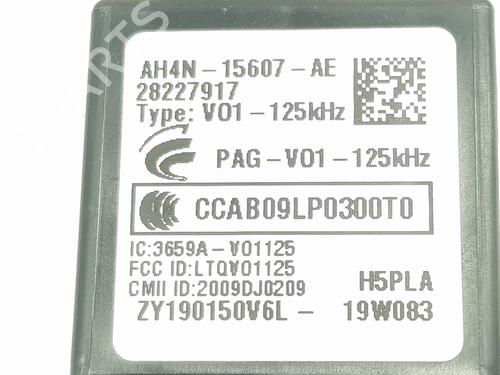 AH4N-15607-AE
28227917
Type: V01-125kHz
PAG-V01-125kHz
CCAB09LP0300T0
IC:3659A-V01125
FCC ID:LTQV01125
CMII ID:2009DJ0209
H5PLA
ZY190150V6L- 19W083